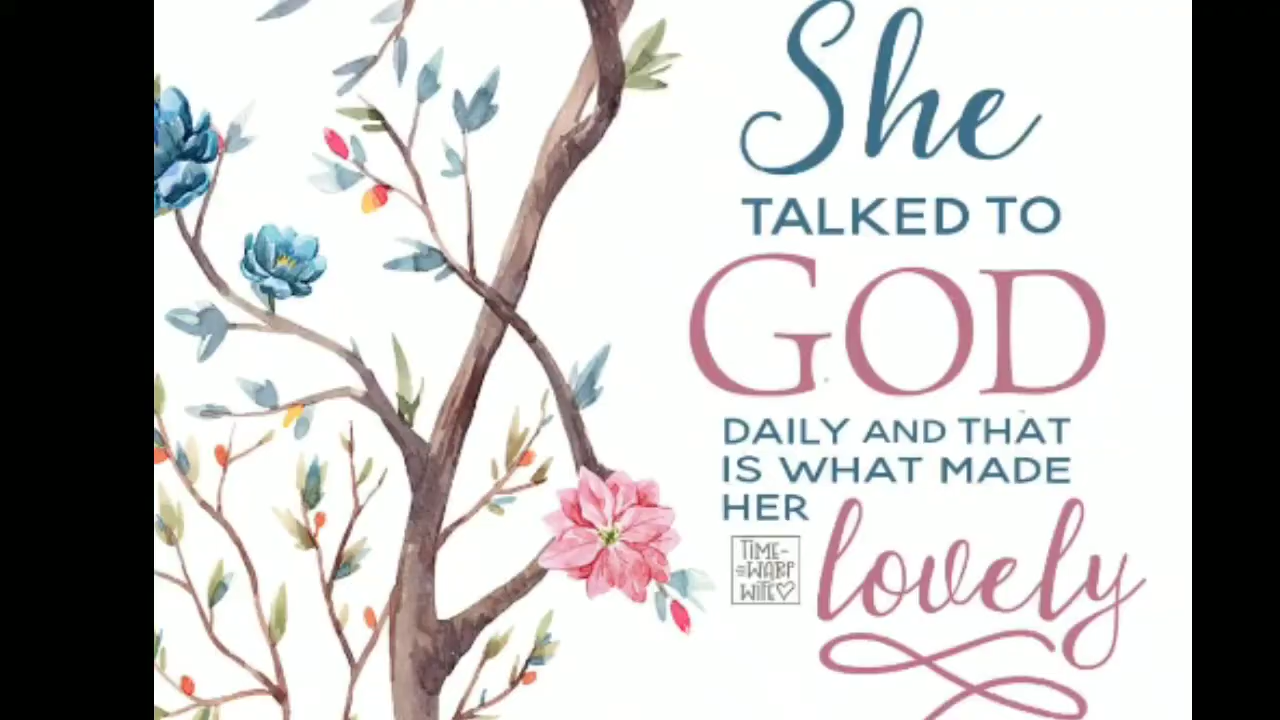 She
TALKED TO
GOD
DAILY AND THAT
IS WHAT MADE
HER
lovely
TIME-
WARP
WIFE